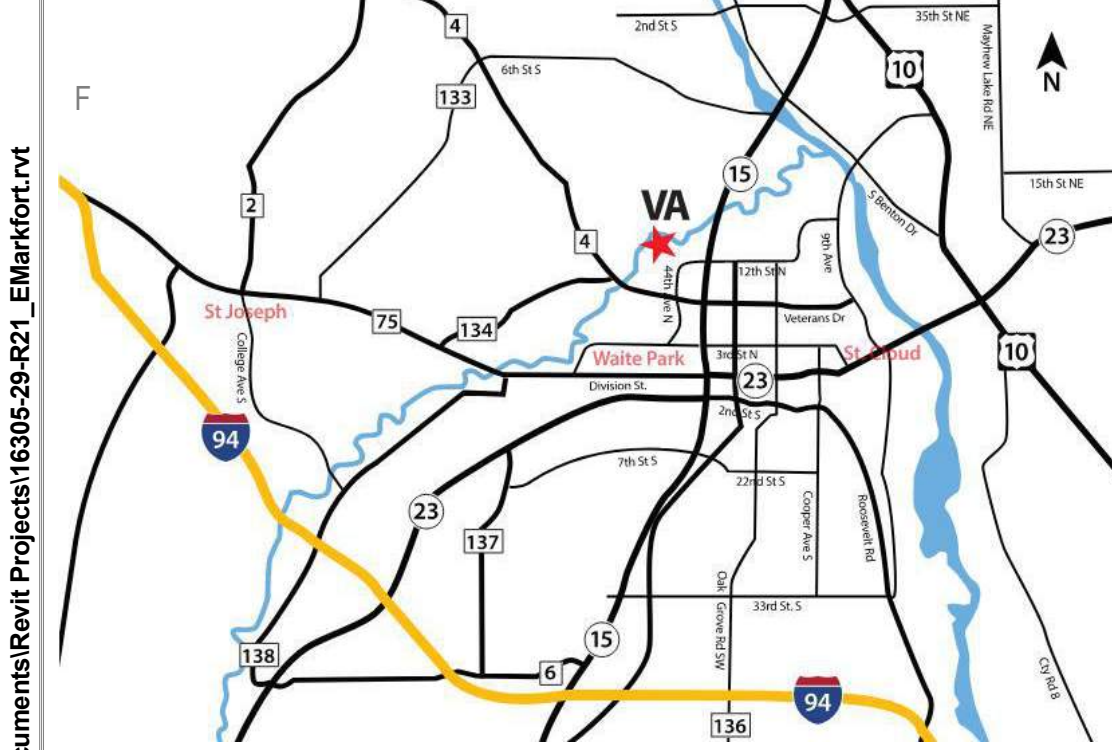 cuments\Revit Projects\16305-29-R21_EMarkfort.rvt
F
4
2nd St S
35th St NE
Mayhew Lake Rd NE
10
N
6th St S
133
15
15th St NE
2
VA
S Benton Dr
23
4
9th Ave
44th Ave N
12th St N
St Joseph
75
134
Veterans Dr
College Ave S
Waite Park
3rd St N
St. Cloud
10
23
Division St.
2nd St S
94
7th St S
22nd St S
23
Cooper Ave S
Roosevelt Rd
137
Oak Grove Rd SW
33rd St. S
15
138
6
Cty Rd 8
94
136